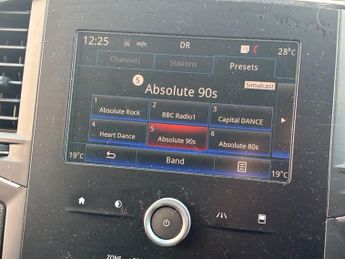 12:25 DR 28°C
Channels Stations Presets
5 Simulcast
Absolute 90s
1 Absolute Rock 2 BBC Radio1 3 Capital DANCE
4 Heart Dance 5 Absolute 90s 6 Absolute 80s
19°C Band 19°C
ZONE